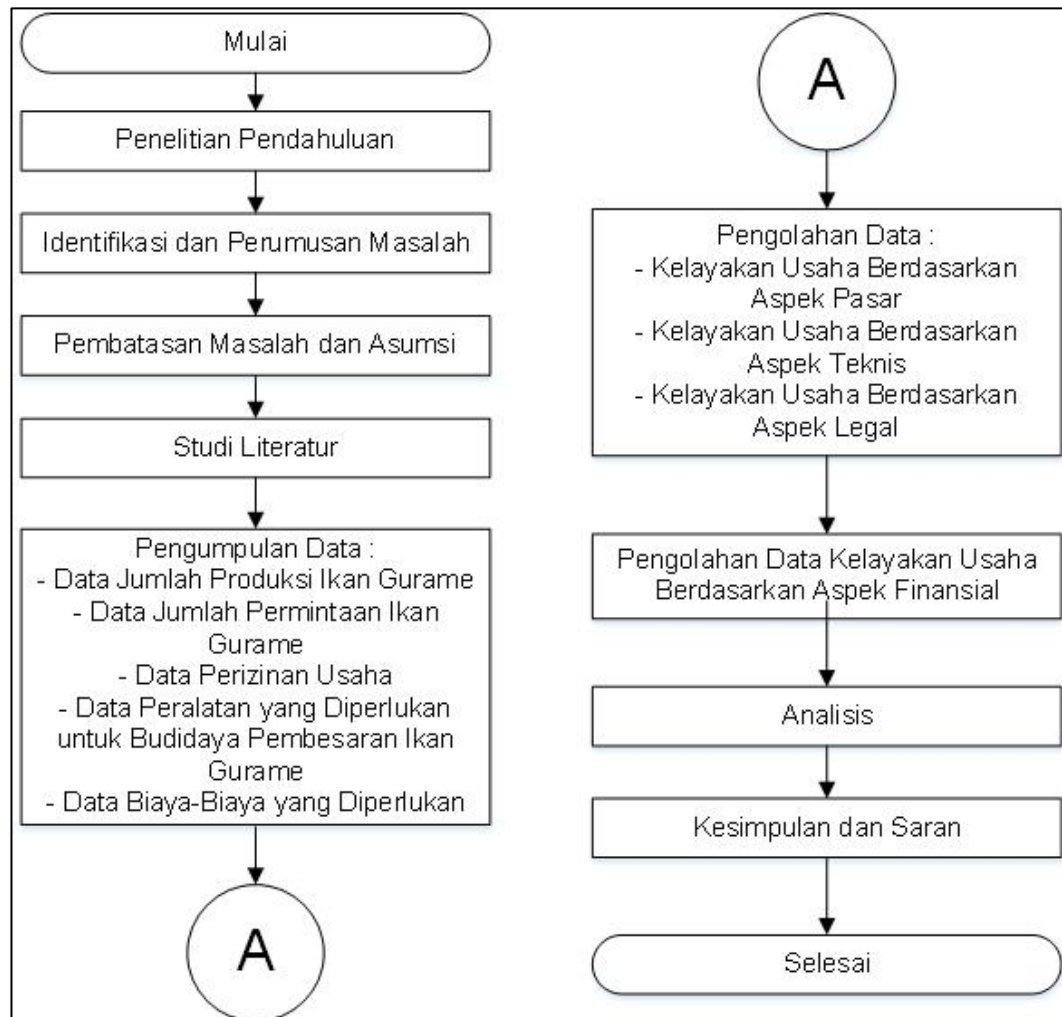 Mulai
Penelitian Pendahuluan
Identifikasi dan Perumusan Masalah
Pembatasan Masalah dan Asumsi
Studi Literatur
Pengumpulan Data :
- Data Jumlah Produksi Ikan Gurame
- Data Jumlah Permintaan Ikan
Gurame
- Data Perizinan Usaha
- Data Peralatan yang Diperlukan
untuk Budidaya Pembesaran Ikan
Gurame
- Data Biaya-Biaya yang Diperlukan
A
A
Pengolahan Data :
- Kelayakan Usaha Berdasarkan
Aspek Pasar
- Kelayakan Usaha Berdasarkan
Aspek Teknis
- Kelayakan Usaha Berdasarkan
Aspek Legal
Pengolahan Data Kelayakan Usaha
Berdasarkan Aspek Finansial
Analisis
Kesimpulan dan Saran
Selesai